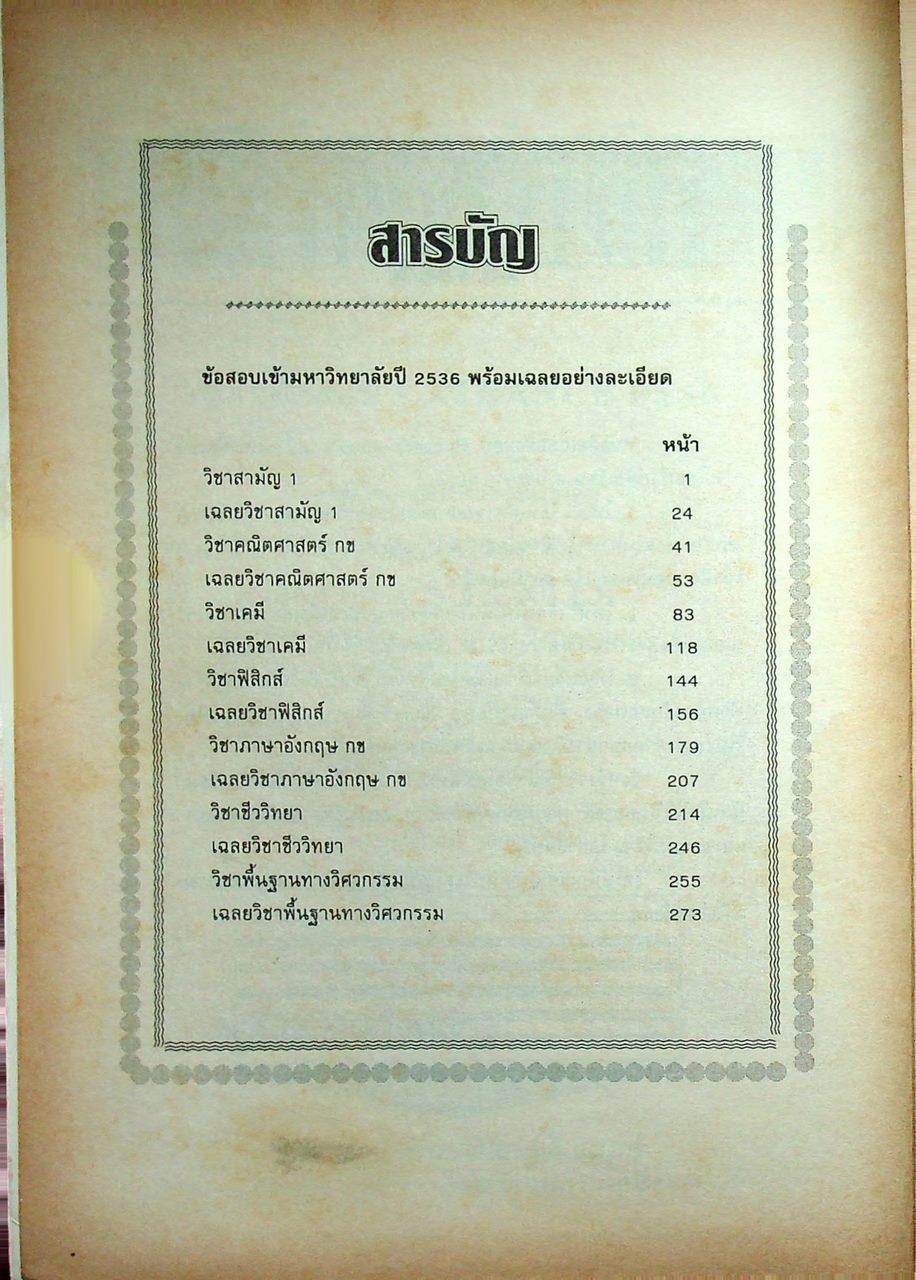 สารบัญ
ข้อสอบเข้ามหาวิทยาลัยปี 2536 พร้อมเฉลยอย่างละเอียด
หน้า
วิชาสามัญ 1 1
เฉลยวิชาสามัญ 1 24
วิชาคณิตศาสตร์ กข 41
เฉลยวิชาคณิตศาสตร์ กข 53
วิชาเคมี 83
เฉลยวิชาเคมี 118
วิชาฟิสิกส์ 144
เฉลยวิชาฟิสิกส์ 156
วิชาภาษาอังกฤษ กข 179
เฉลยวิชาภาษาอังกฤษ กข 207
วิชาชีววิทยา 214
เฉลยวิชาชีววิทยา 246
วิชาพื้นฐานทางวิศวกรรม 255
เฉลยวิชาพื้นฐานทางวิศวกรรม 273